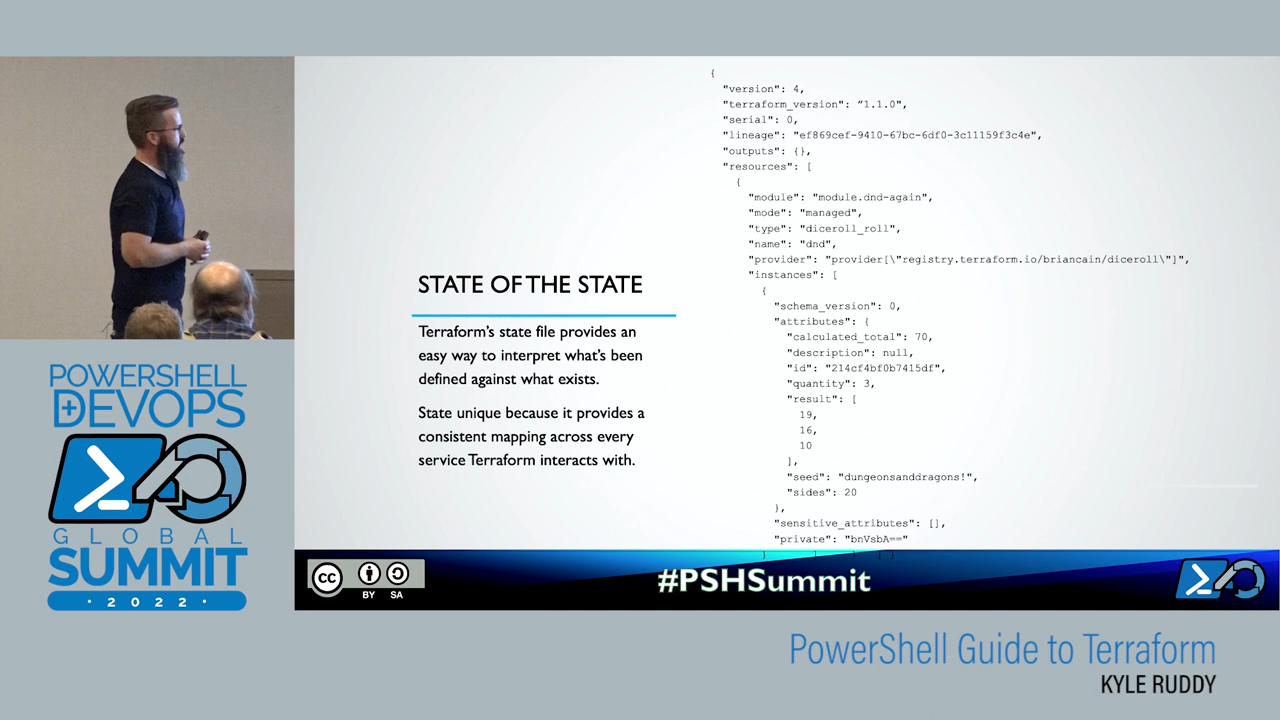 {
"version": 4,
"terraform_version": ”1.1.0",
"serial": 0,
"lineage": "ef869cef-9410-67bc-6df0-3c11159f3c4e",
"outputs": {},
"resources": [
{
"module": "module.dnd-again",
"mode": "managed",
"type": "diceroll_roll",
"name": "dnd",
"provider": "provider[\"registry.terraform.io/briancain/diceroll\"]",
"instances": [
{
"schema_version": 0,
"attributes": {
"calculated_total": 70,
"description": null,
"id": "214cf4bf0b7415df",
"quantity": 3,
"result": [
19,
16,
10
],
"seed": "dungeonsanddragons!",
"sides": 20
},
"sensitive_attributes": [],
"private": "bnVsbA=="
} ] } ] }
STATE OF THE STATE
Terraform’s state file provides an
easy way to interpret what’s been
defined against what exists.
State unique because it provides a
consistent mapping across every
service Terraform interacts with.
POWERSHELL
+ DEVOPS
GLOBAL
SUMMIT
· 2022 ·
CC
BY SA
#PSHSummit
PowerShell Guide to Terraform
KYLE RUDDY